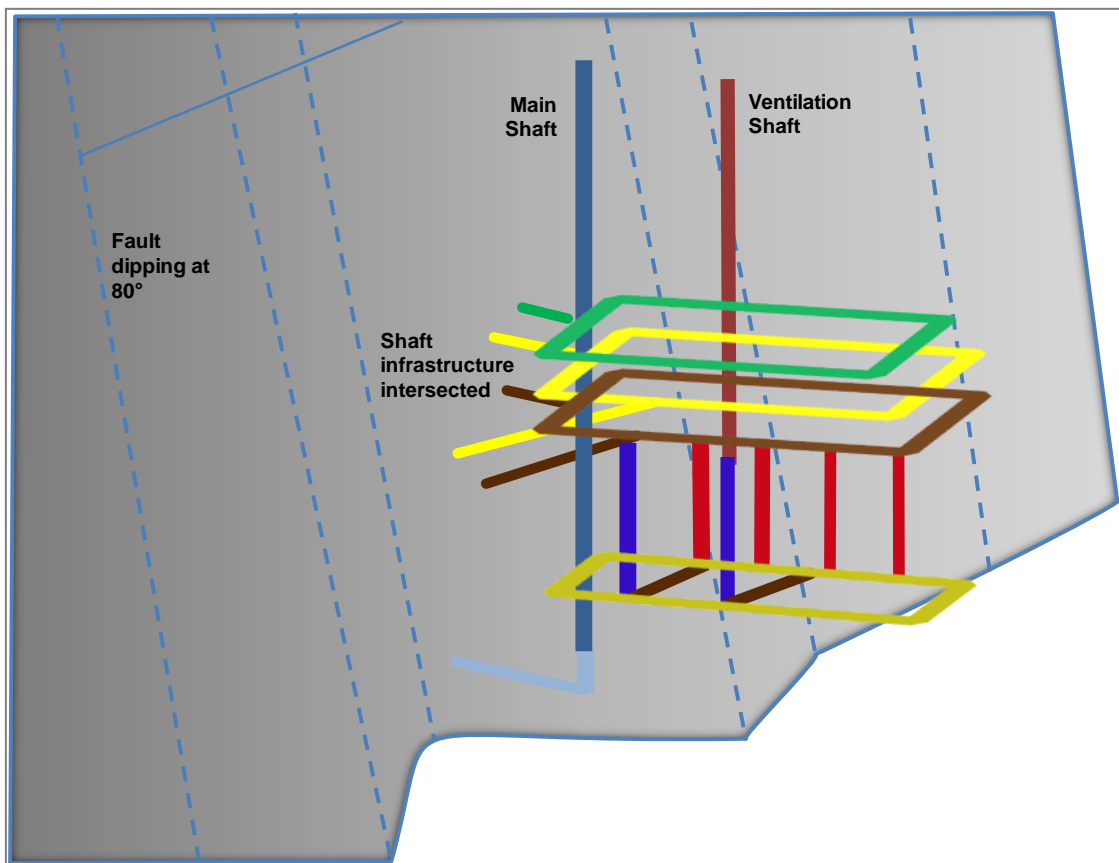 Main
Shaft
Ventilation
Shaft
Fault
dipping at
80°
Shaft
infrastructure
intersected